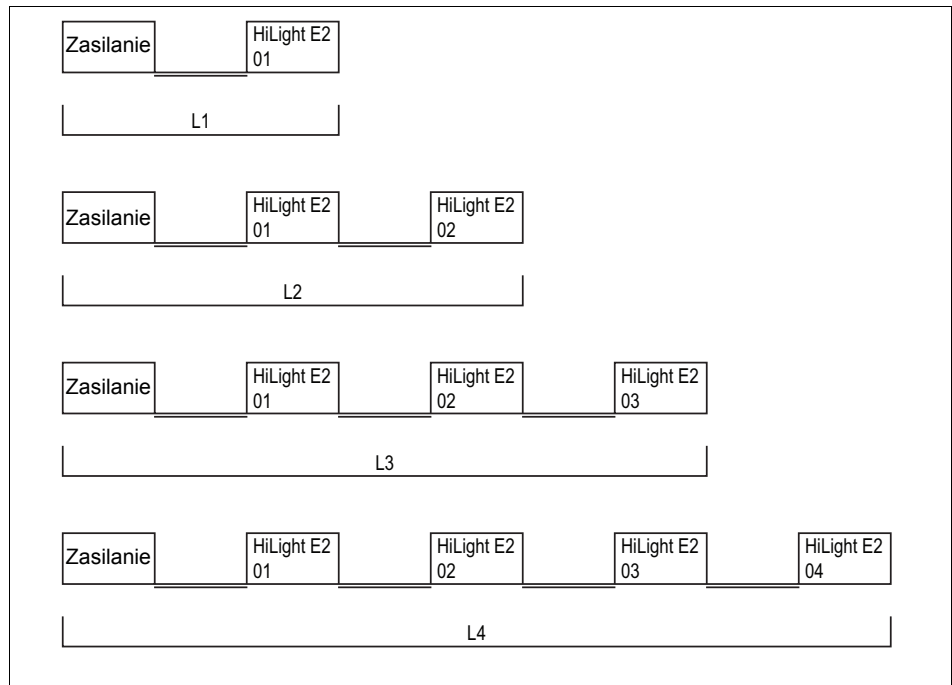 Zasilanie
HiLight E2
01
L1
Zasilanie
HiLight E2
01
HiLight E2
02
L2
Zasilanie
HiLight E2
01
HiLight E2
02
HiLight E2
03
L3
Zasilanie
HiLight E2
01
HiLight E2
02
HiLight E2
03
HiLight E2
04
L4